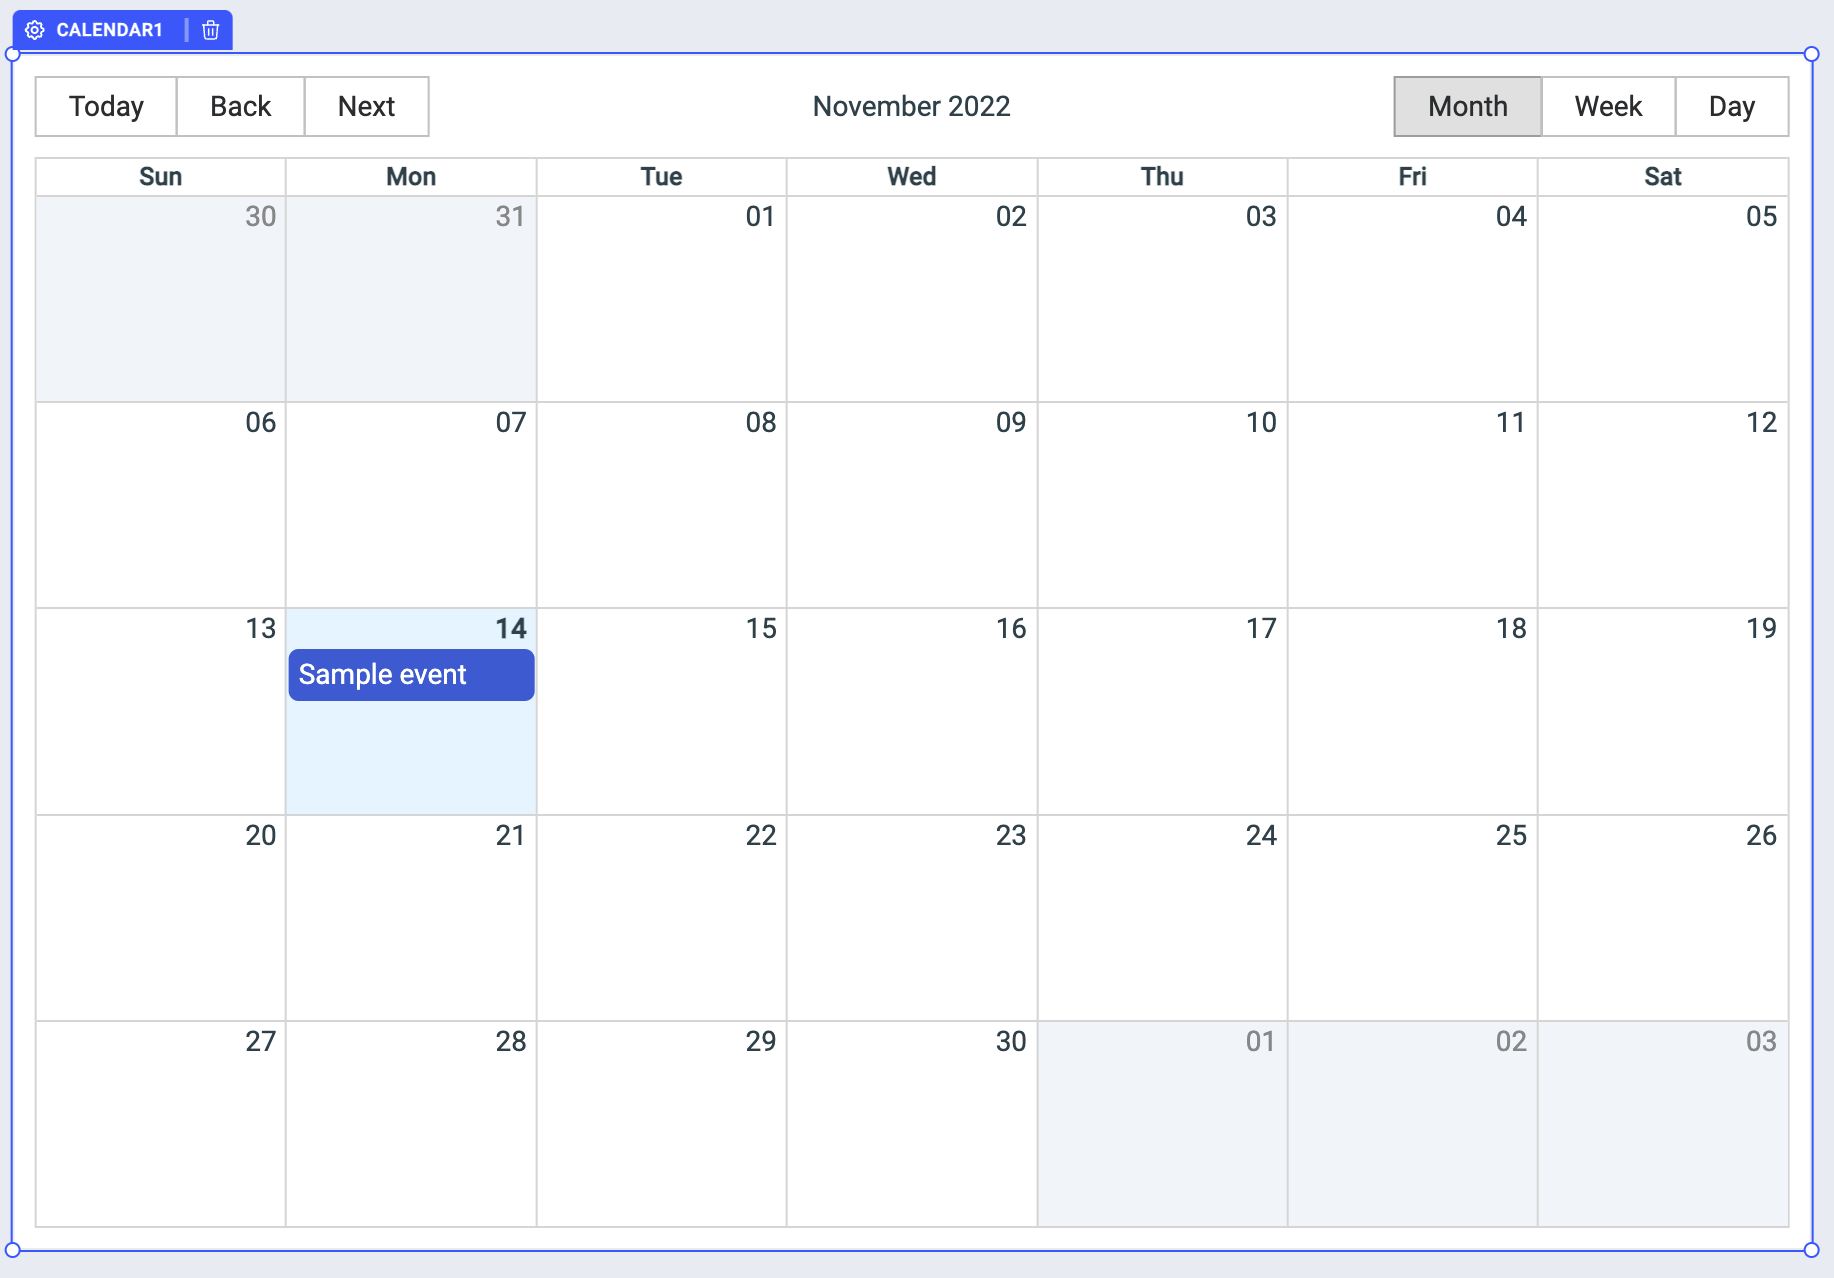 CALENDAR1
Today Back Next November 2022 Month Week Day
Sun Mon Tue Wed Thu Fri Sat
30 31 01 02 03 04 05
06 07 08 09 10 11 12
13 14 15 16 17 18 19
Sample event
20 21 22 23 24 25 26
27 28 29 30 01 02 03